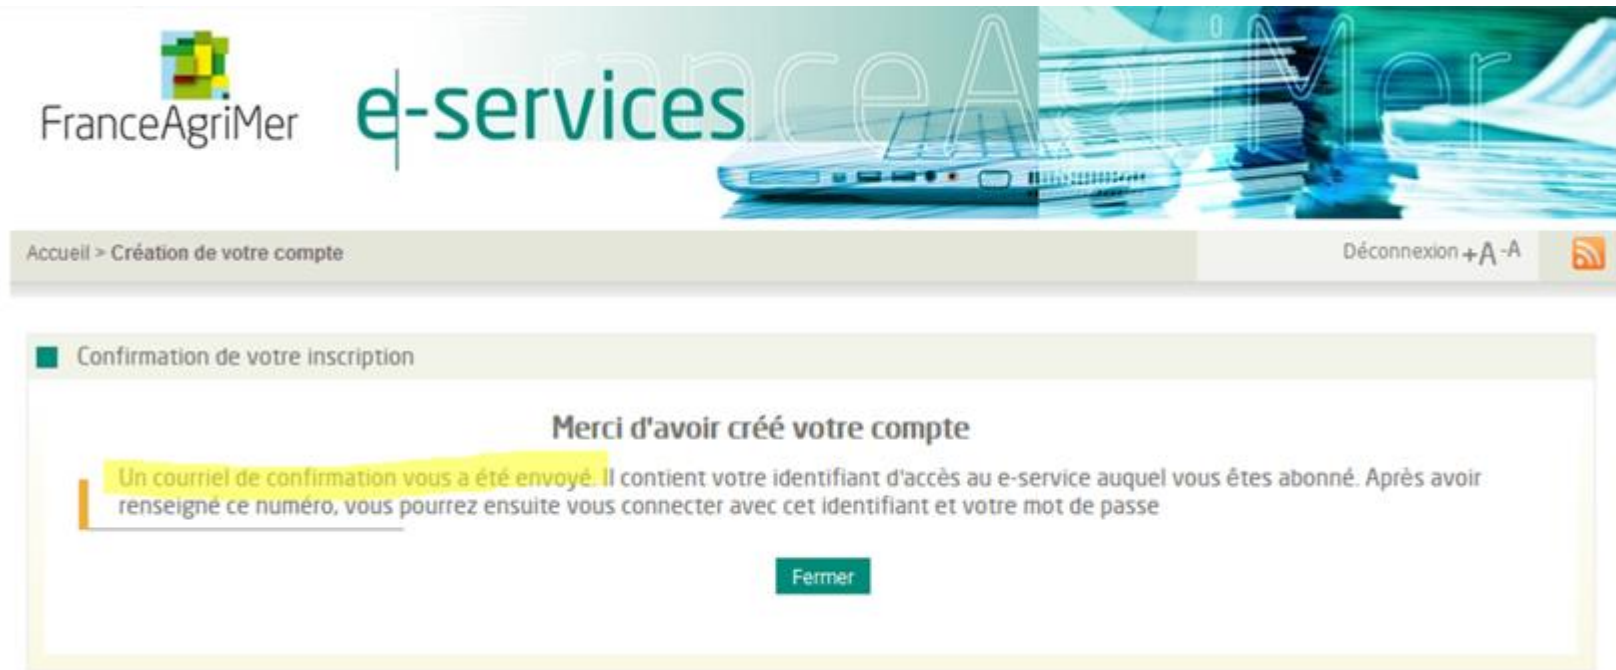 FranceAgriMer
e-services
FranceAgriMer
Accueil > Création de votre compte
Déconnexion +A -A
Confirmation de votre inscription
Merci d'avoir créé votre compte
Un courriel de confirmation vous a été envoyé. Il contient votre identifiant d'accès au e-service auquel vous êtes abonné. Après avoir
renseigné ce numéro, vous pourrez ensuite vous connecter avec cet identifiant et votre mot de passe
Fermer